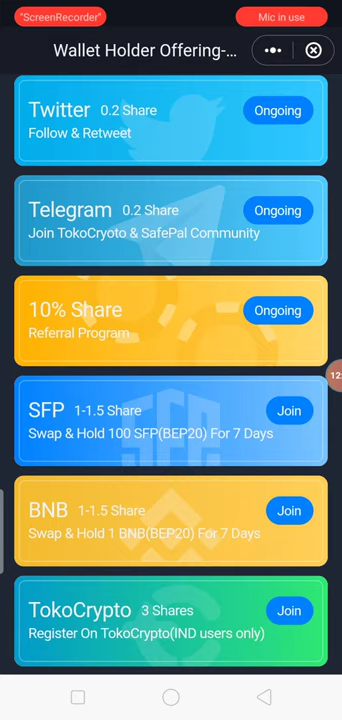 "ScreenRecorder"
Mic in use
Wallet Holder Offering-...
Twitter 0.2 Share
Ongoing
Follow & Retweet
Telegram 0.2 Share
Ongoing
Join TokoCryoto & SafePal Community
10% Share
Ongoing
Referral Program
SFP 1-1.5 Share
Join
Swap & Hold 100 SFP(BEP20) For 7 Days
BNB 1-1.5 Share
Join
Swap & Hold 1 BNB(BEP20) For 7 Days
TokoCrypto 3 Shares
Join
Register On TokoCrypto(IND users only)
12: